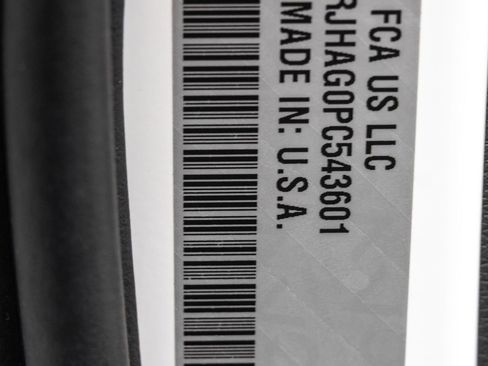 FCA US LLC
RJHAG0PC543601
MADE IN: U.S.A.